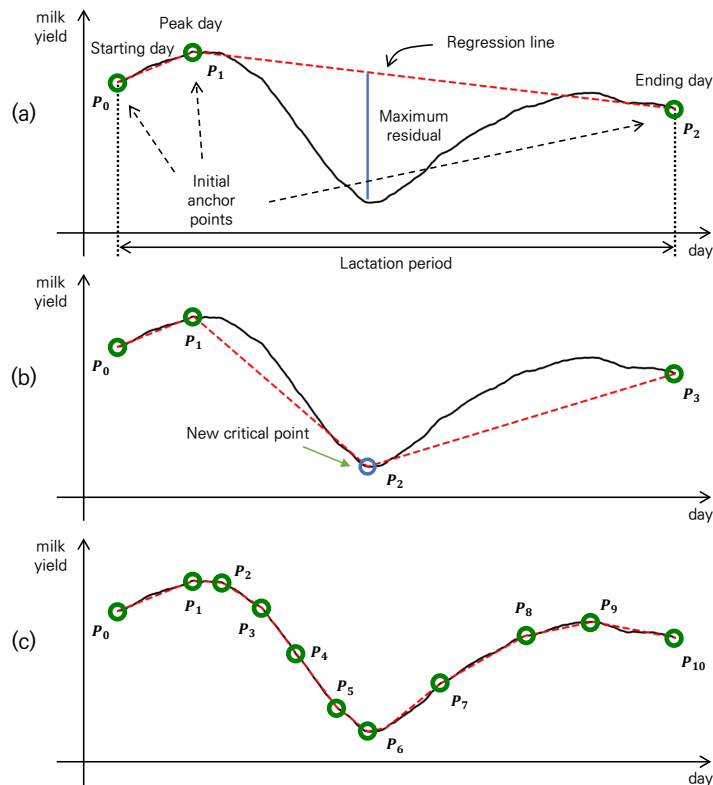 milk
yield
Peak day
Starting day
Regression line
Ending day
P0
P1
P2
(a)
Maximum
residual
Initial
anchor
points
day
Lactation period
milk
yield
P0
P1
(b)
P3
New critical point
P2
day
milk
yield
P0
P1
P2
P3
(c)
P4
P5
P6
P7
P8
P9
P10
day